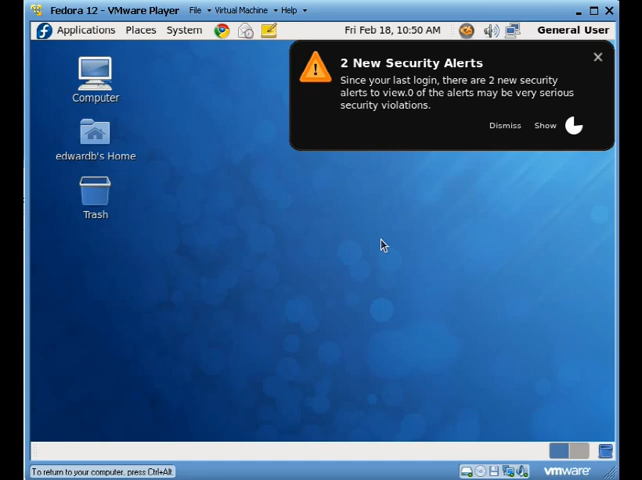 Fedora 12 - VMware Player File Virtual Machine Help
Applications Places System Fri Feb 18, 10:50 AM General User
2 New Security Alerts
Since your last login, there are 2 new security
alerts to view.0 of the alerts may be very serious
security violations.
Dismiss Show
Computer
edwardb's Home
Trash
To return to your computer, press Ctrl+Alt
vmware